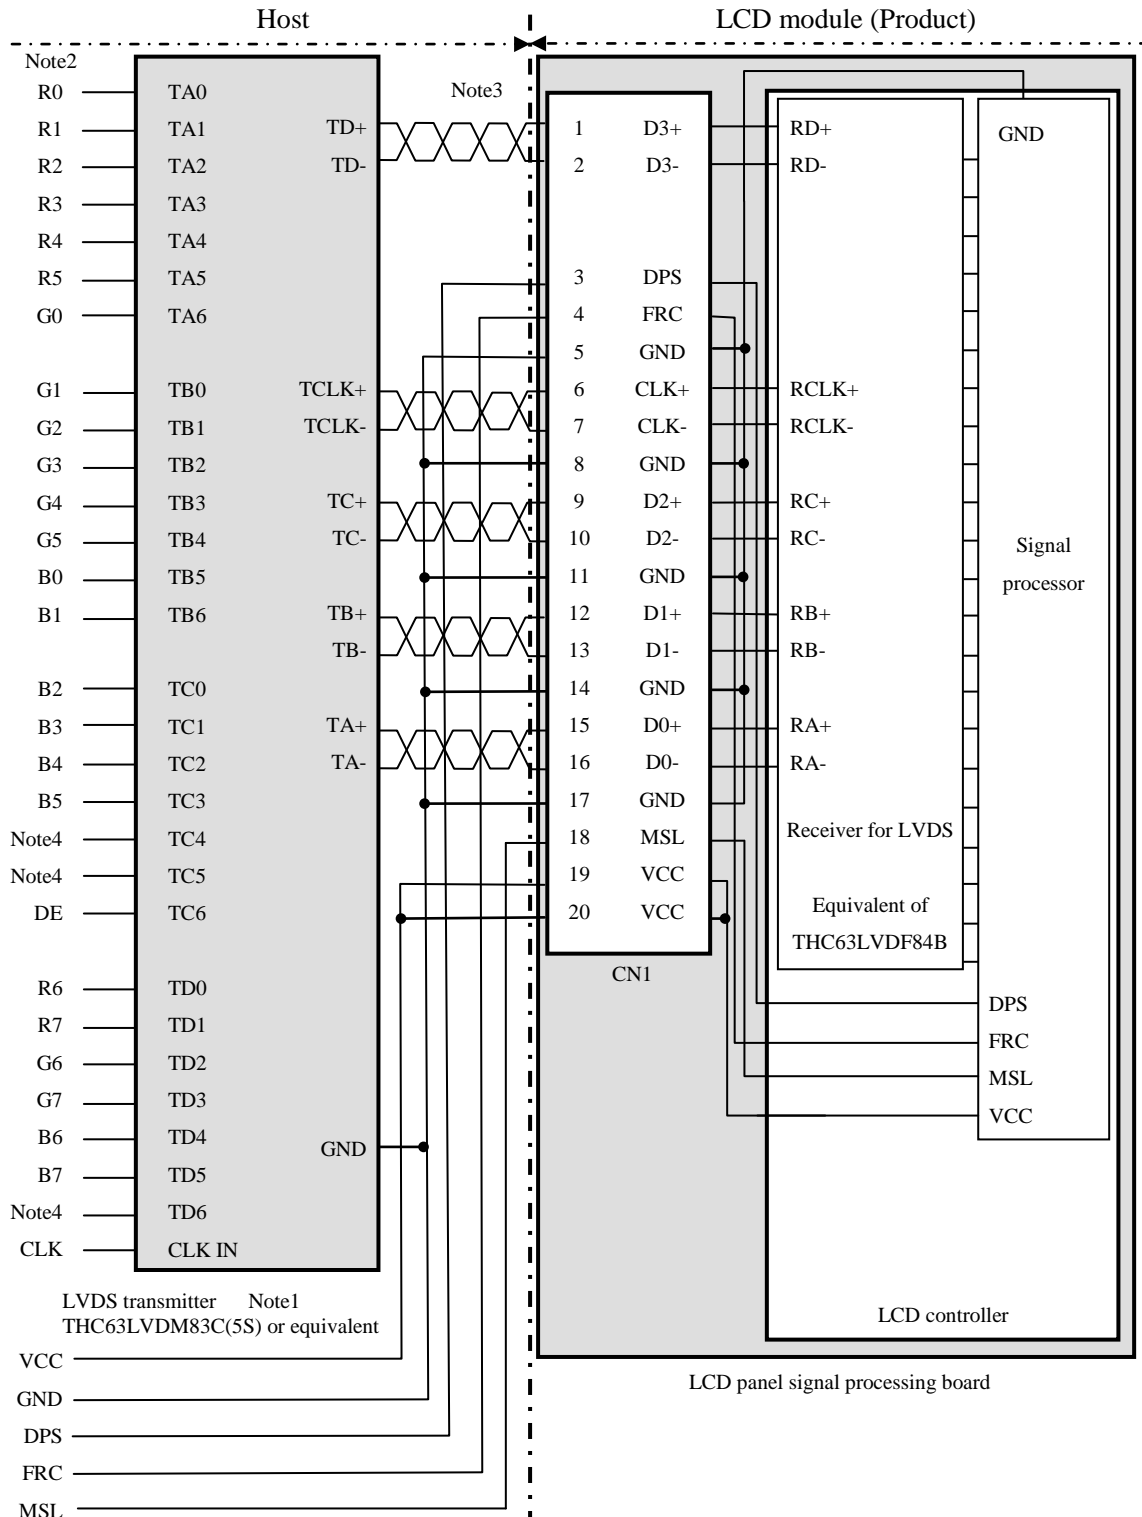 Host LCD module (Product)
Note2
Note3
R0 TA0
R1 TA1 TD+ 1 D3+ RD+ GND
R2 TA2 TD- 2 D3- RD-
R3 TA3
R4 TA4
R5 TA5 3 DPS
G0 TA6 4 FRC
5 GND
G1 TB0 TCLK+ 6 CLK+ RCLK+
G2 TB1 TCLK- 7 CLK- RCLK-
G3 TB2 8 GND
G4 TB3 TC+ 9 D2+ RC+
G5 TB4 TC- 10 D2- RC- Signal
B0 TB5 11 GND processor
B1 TB6 TB+ 12 D1+ RB+
TB- 13 D1- RB-
B2 TC0 14 GND
B3 TC1 TA+ 15 D0+ RA+
B4 TC2 TA- 16 D0- RA-
B5 TC3 17 GND
Note4 TC4 18 MSL Receiver for LVDS
Note4 TC5 19 VCC
DE TC6 20 VCC Equivalent of
THC63LVDF84B
CN1
R6 TD0 DPS
R7 TD1 FRC
G6 TD2 MSL
G7 TD3 VCC
B6 TD4 GND
B7 TD5
Note4 TD6
CLK CLK IN
LVDS transmitter Note1
THC63LVDM83C(5S) or equivalent
LCD controller
VCC
LCD panel signal processing board
GND
DPS
FRC
MSL